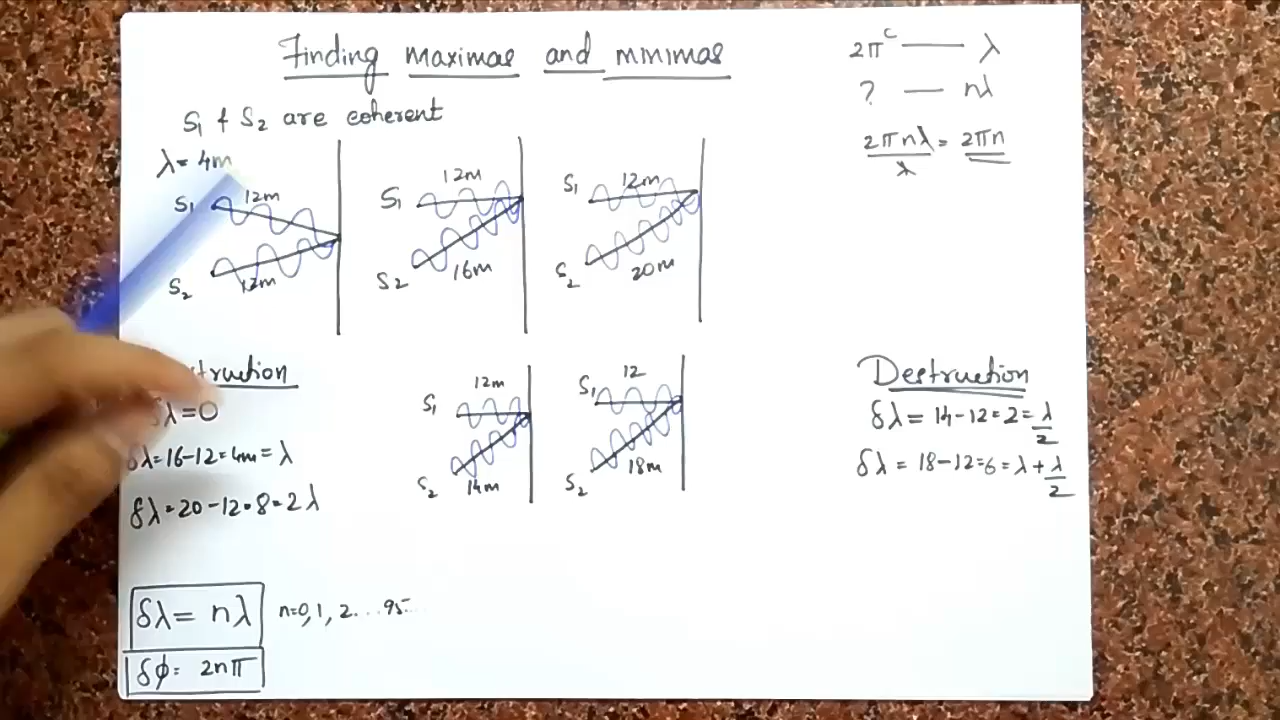 Finding maximas and minimas
2π^c — λ
? — nλ
2πnλ/λ = 2πn
S₁ & S₂ are coherent
λ = 4m
S₁ 12m
S₂ 12m
S₁ 12m
S₂ 16m
S₁ 12m
S₂ 20m
struction
δλ=0
δλ=16-12=4m=λ
δλ=20-12=8=2λ
S₁ 12m
S₂ 14m
S₁ 12
S₂ 18m
Destruction
δλ = 14-12=2=λ/2
δλ = 18-12=6=λ+λ/2
δλ= nλ
n=0,1,2...95...
δϕ= 2nπ